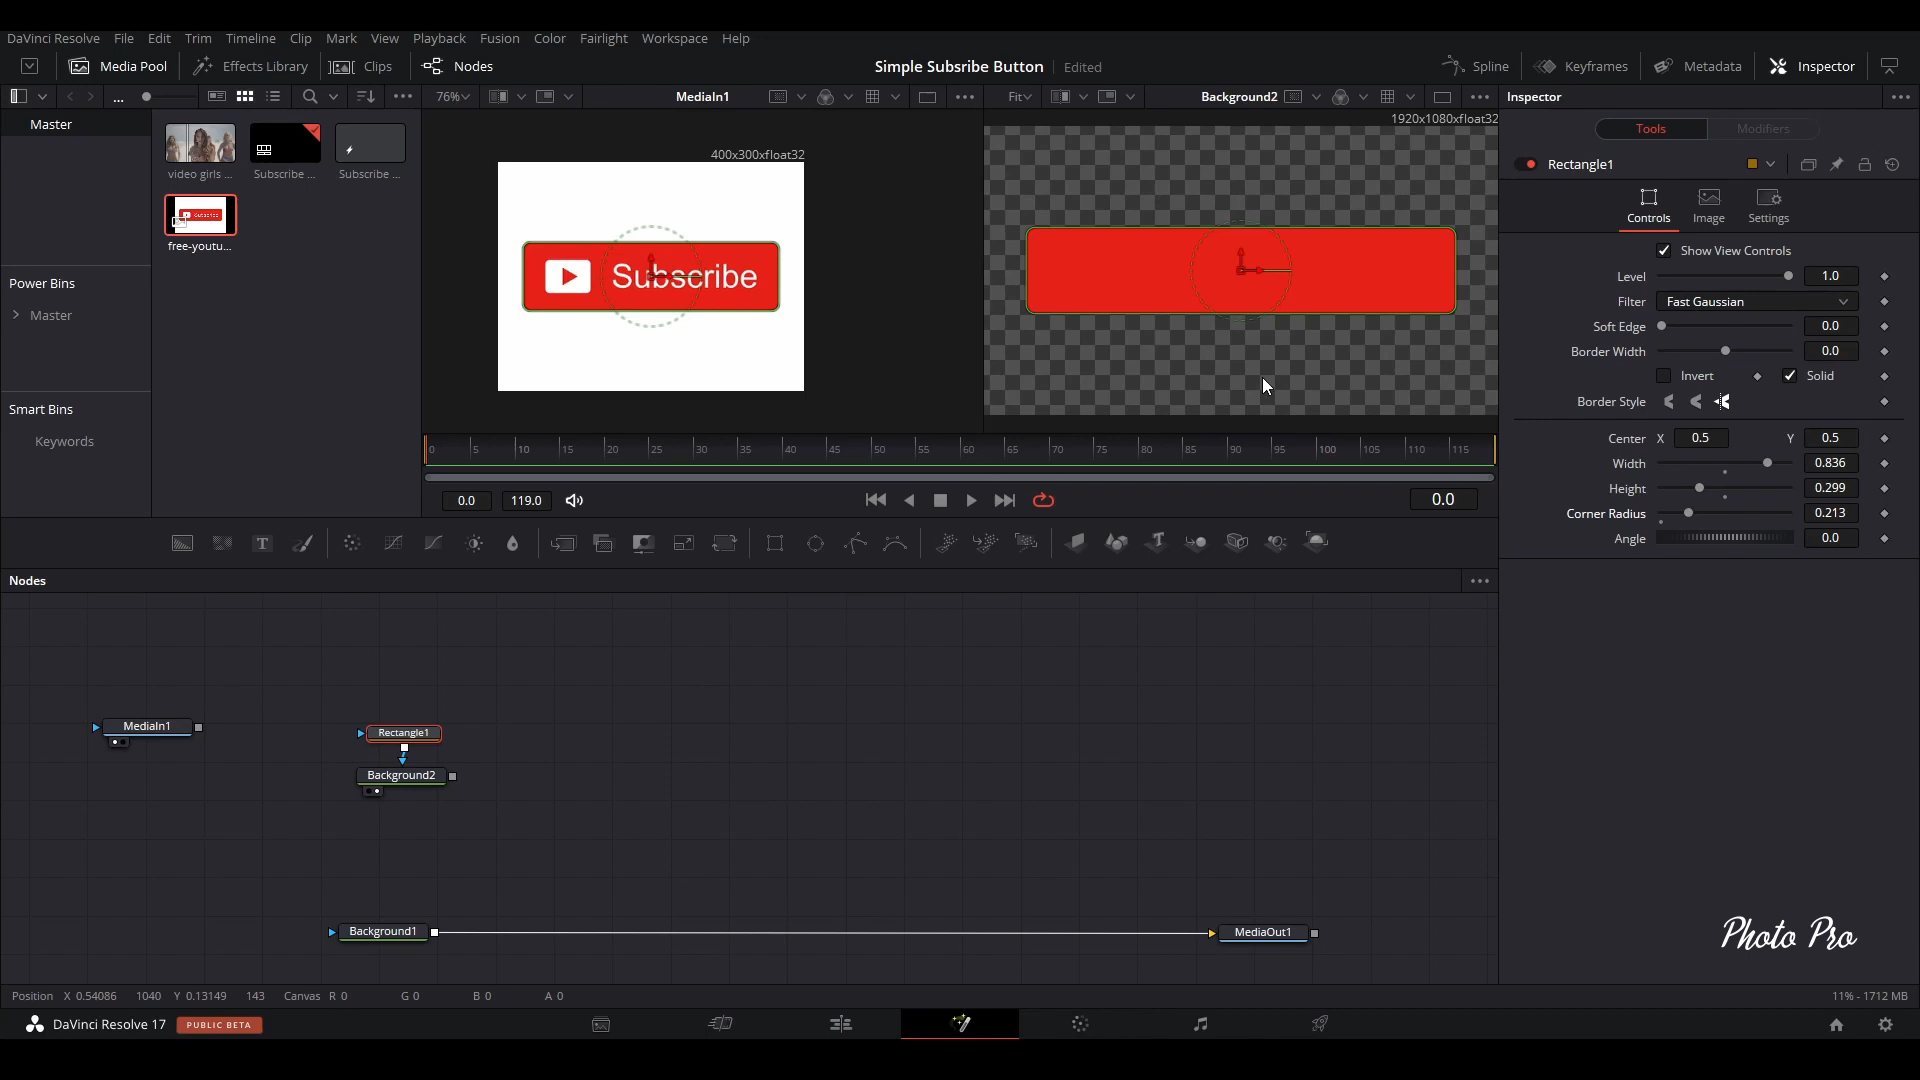 DaVinci Resolve File Edit Trim Timeline Clip Mark View Playback Fusion Color Fairlight Workspace Help
Media Pool Effects Library Clips Nodes Simple Subsribe Button Edited Spline Keyframes Metadata Inspector
... 76% MediaIn1 Fit Background2 Inspector
1920x1080xfloat32
Master
Tools Modifiers
400x300xfloat32
Rectangle1
video girls ... Subscribe ... Subscribe ...
Controls Image Settings
free-youtu...
Show View Controls
Subscribe
Level 1.0
Power Bins
Filter Fast Gaussian
Master
Soft Edge 0.0
Border Width 0.0
Invert Solid
Smart Bins
Border Style
Keywords
Center X 0.5 Y 0.5
0 5 10 15 20 25 30 35 40 45 50 55 60 65 70 75 80 85 90 95 100 105 110 115
Width 0.836
Height 0.299
0.0 119.0 0.0
Corner Radius 0.213
Angle 0.0
T
Nodes
MediaIn1
Rectangle1
Background2
Background1 MediaOut1
Photo Pro
Position X 0.54086 1040 Y 0.13149 143 Canvas R 0 G 0 B 0 A 0 11% - 1712 MB
DaVinci Resolve 17 PUBLIC BETA